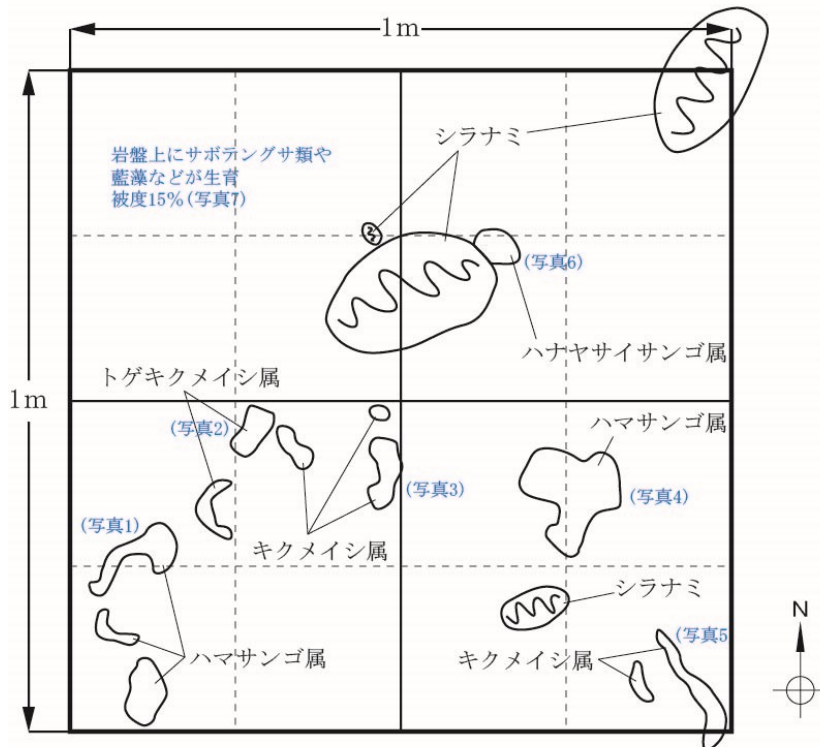 1m
シラナミ
岩盤上にサボテングサ類や
藍藻などが生育
被度15%(写真7)
(写真6)
ハナヤサイサンゴ属
トゲキクメイシ属
1m
ハマサンゴ属
(写真2)
(写真3)
(写真4)
(写真1)
キクメイシ属
シラナミ
N
(写真5
ハマサンゴ属
キクメイシ属